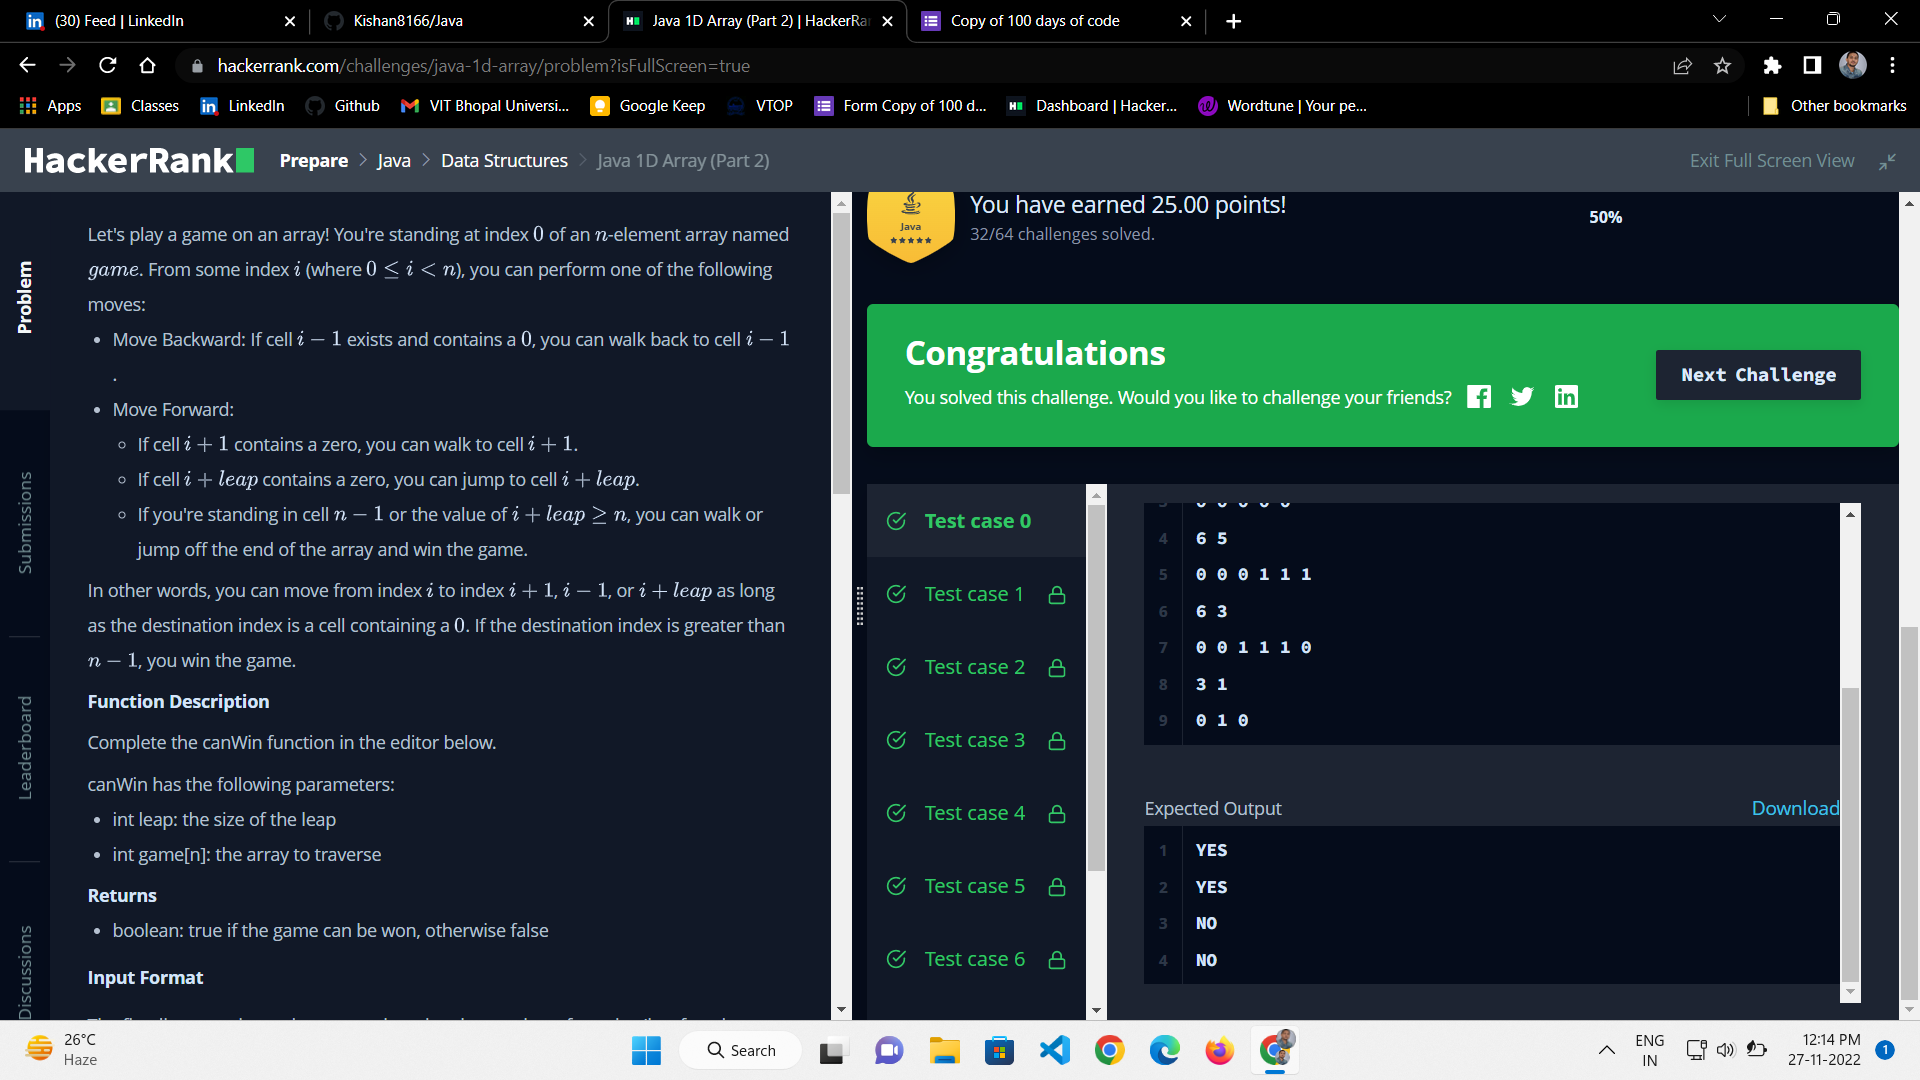 (30) Feed | LinkedIn
Kishan8166/Java
Java 1D Array (Part 2) | HackerRa
Copy of 100 days of code
hackerrank.com/challenges/java-1d-array/problem?isFullScreen=true
Apps
Classes
LinkedIn
Github
VIT Bhopal Universi...
Google Keep
VTOP
Form Copy of 100 d...
Dashboard | Hacker...
Wordtune | Your pe...
Other bookmarks
HackerRank
Prepare > Java > Data Structures > Java 1D Array (Part 2)
Exit Full Screen View
Problem
Submissions
Leaderboard
Discussions
Let's play a game on an array! You're standing at index 0 of an n-element array named
game. From some index i (where 0 ≤ i < n), you can perform one of the following
moves:
• Move Backward: If cell i − 1 exists and contains a 0, you can walk back to cell i − 1
.
• Move Forward:
◦ If cell i + 1 contains a zero, you can walk to cell i + 1.
◦ If cell i + leap contains a zero, you can jump to cell i + leap.
◦ If you're standing in cell n − 1 or the value of i + leap ≥ n, you can walk or
jump off the end of the array and win the game.
In other words, you can move from index i to index i + 1, i − 1, or i + leap as long
as the destination index is a cell containing a 0. If the destination index is greater than
n − 1, you win the game.
Function Description
Complete the canWin function in the editor below.
canWin has the following parameters:
• int leap: the size of the leap
• int game[n]: the array to traverse
Returns
• boolean: true if the game can be won, otherwise false
Input Format
Java
You have earned 25.00 points!
32/64 challenges solved.
50%
Congratulations
You solved this challenge. Would you like to challenge your friends?
Next Challenge
Test case 0
Test case 1
Test case 2
Test case 3
Test case 4
Test case 5
Test case 6
3 0 0 0 0 0
4 6 5
5 0 0 0 1 1 1
6 6 3
7 0 0 1 1 1 0
8 3 1
9 0 1 0
Expected Output
Download
1 YES
2 YES
3 NO
4 NO
26°C
Haze
Search
ENG
IN
12:14 PM
27-11-2022
1